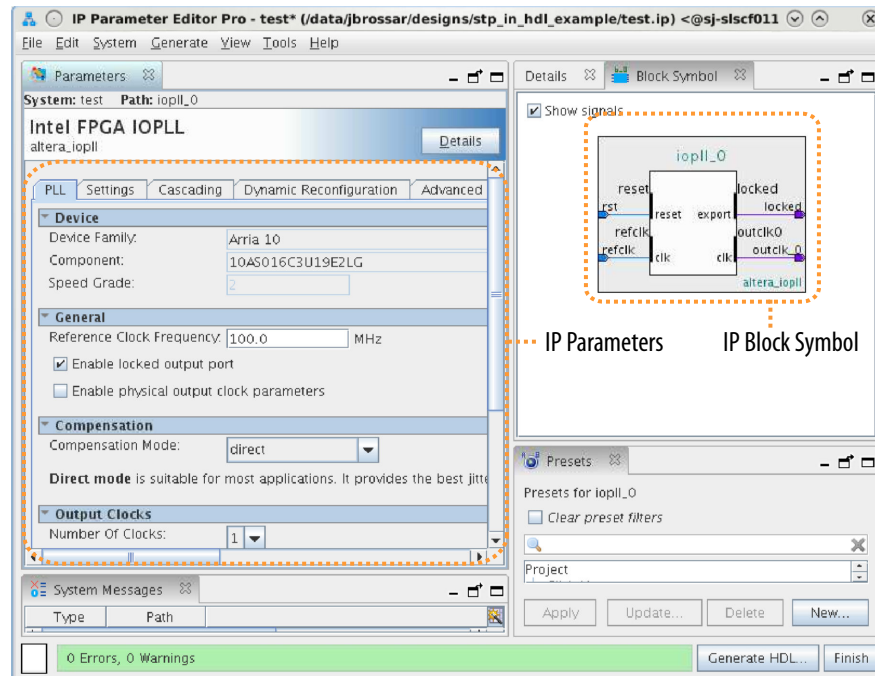 IP Parameter Editor Pro - test* (/data/jbrossar/designs/stp_in_hdl_example/test.ip) <@sj-slscf011
File Edit System Generate View Tools Help
Parameters
System: test Path: iopll_0
Intel FPGA IOPLL
altera_iopll
Details
PLL Settings Cascading Dynamic Reconfiguration Advanced
Device
Device Family: Arria 10
Component: 10AS016C3U19E2LG
Speed Grade: 2
General
Reference Clock Frequency: 100.0 MHz
Enable locked output port
Enable physical output clock parameters
Compensation
Compensation Mode: direct
Direct mode is suitable for most applications. It provides the best jitte
Output Clocks
Number Of Clocks: 1
System Messages
Type Path
0 Errors, 0 Warnings
Details Block Symbol
Show signals
iopll_0
reset locked
rst locked
reset export
refclk outclk0
refclk outclk_0
clk clk
altera_iopll
IP Parameters IP Block Symbol
Presets
Presets for iopll_0
Clear preset filters
Project
Apply Update... Delete New...
Generate HDL... Finish